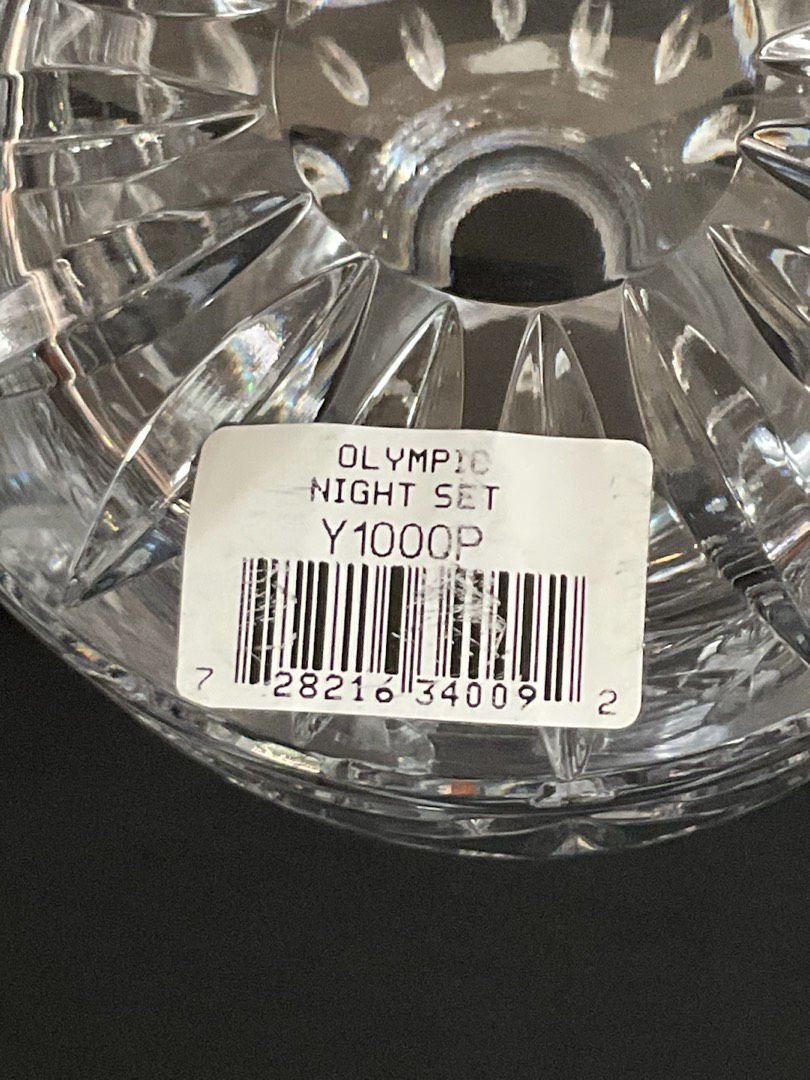 OLYMPIC
NIGHT SET
Y1000P
7 28216 34009 2